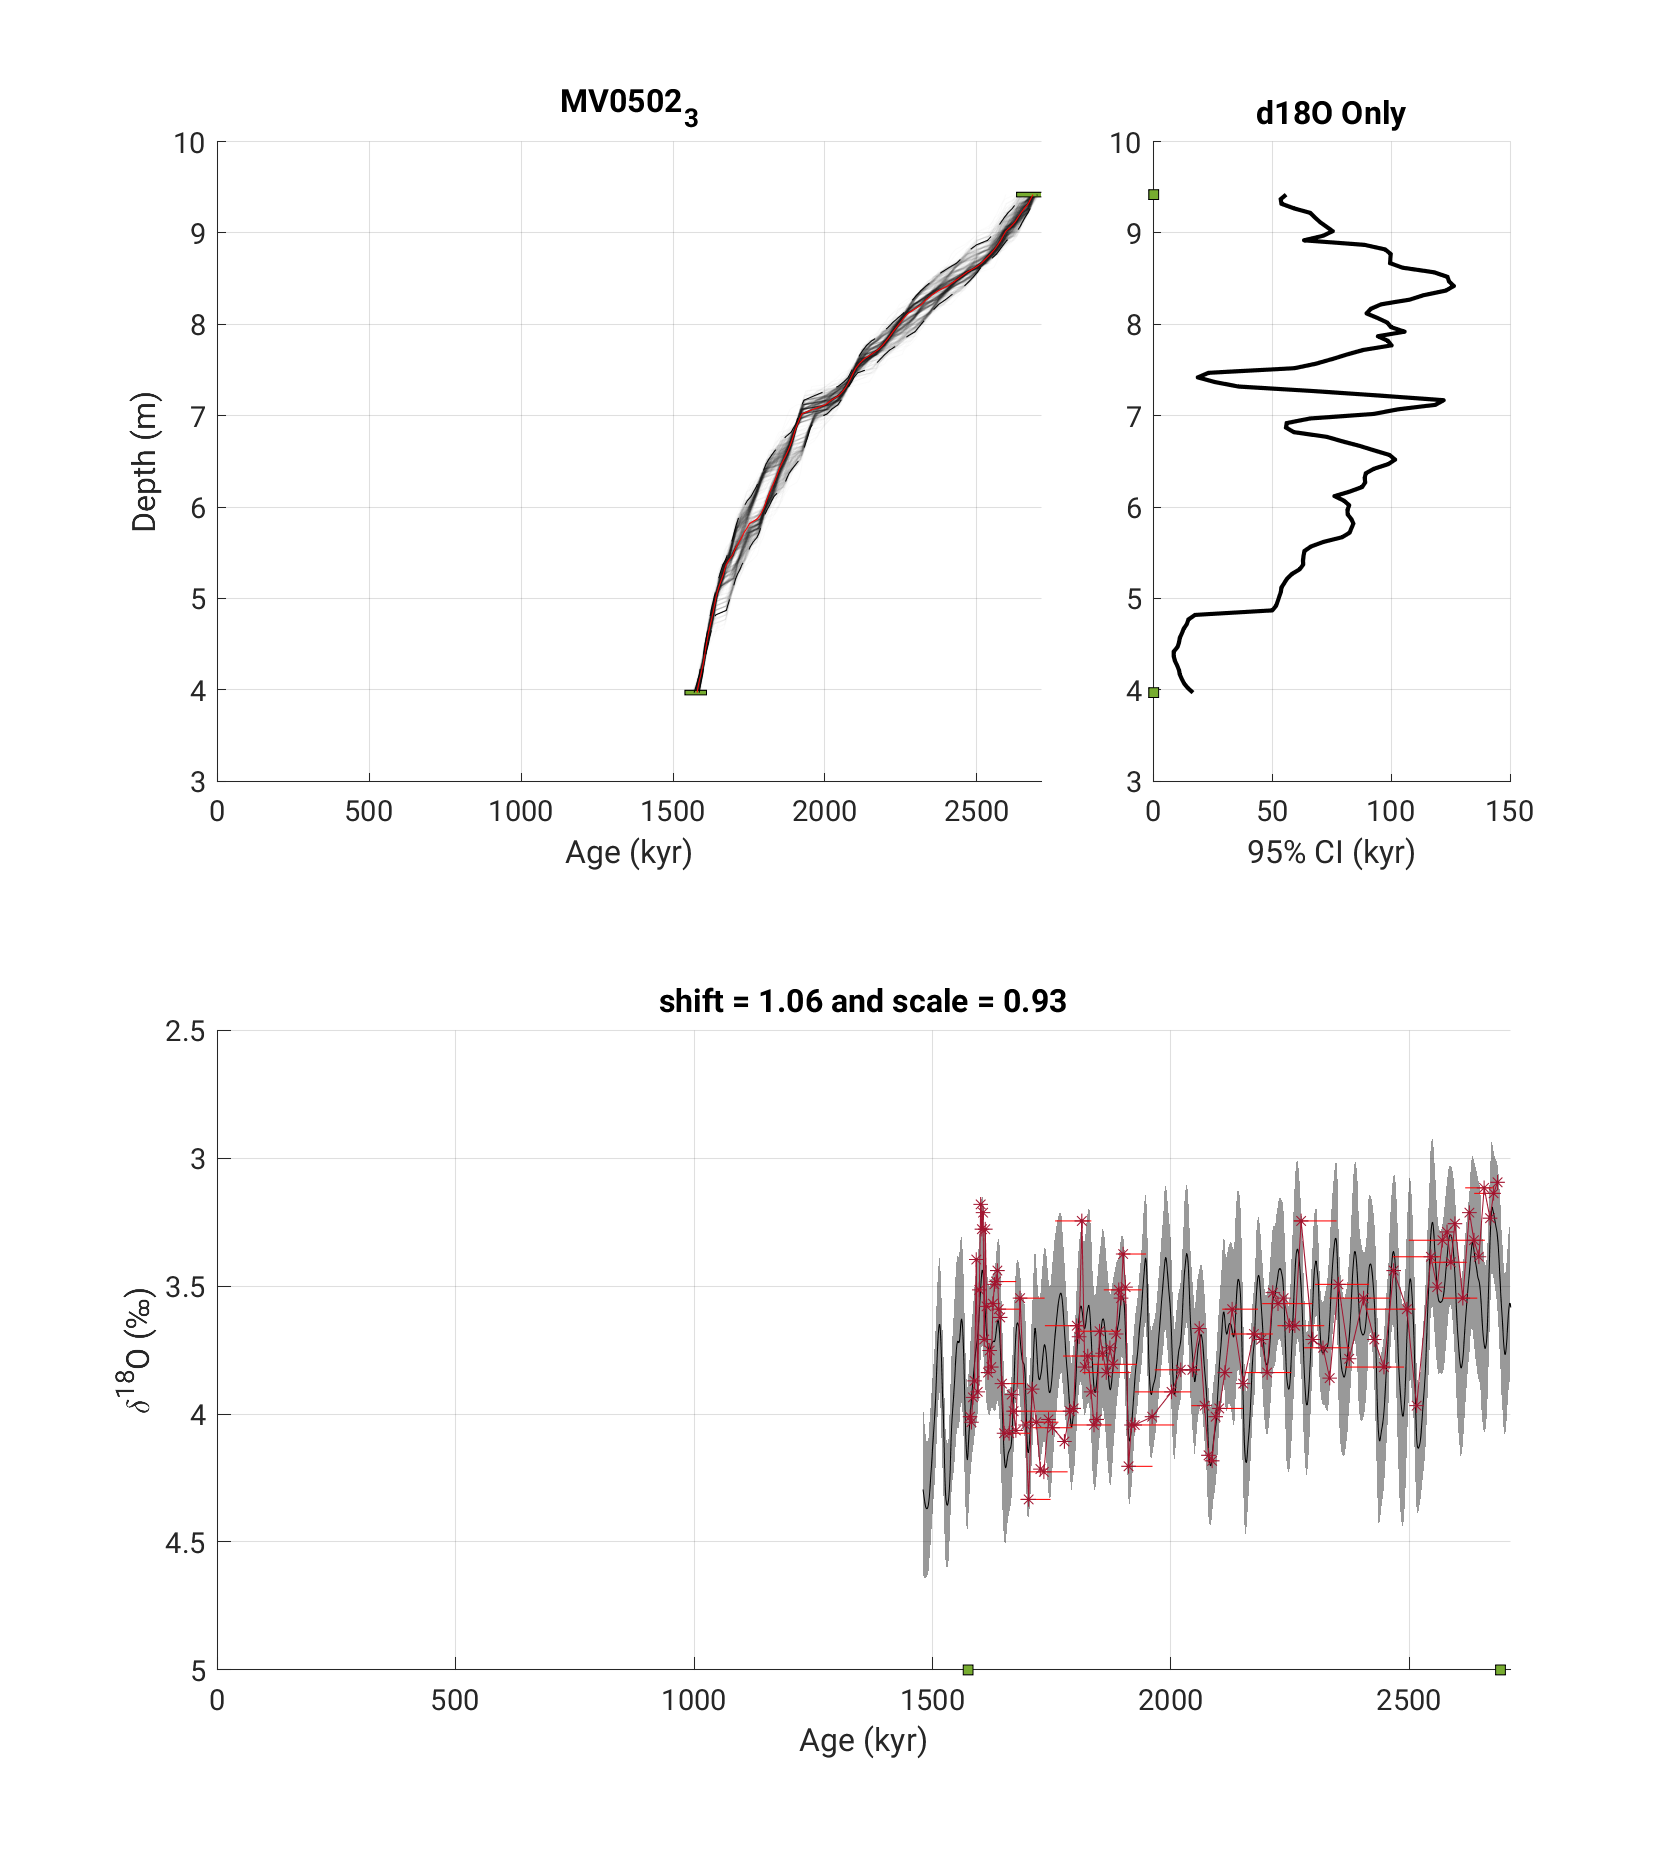 MV0502₃
10
9
8
7
6
5
4
3
Depth (m)
0 500 1000 1500 2000 2500
Age (kyr)
d18O Only
10
9
8
7
6
5
4
3
0 50 100 150
95% CI (kyr)
shift = 1.06 and scale = 0.93
2.5
3
3.5
4
4.5
5
δ¹⁸O (‰)
0 500 1000 1500 2000 2500
Age (kyr)